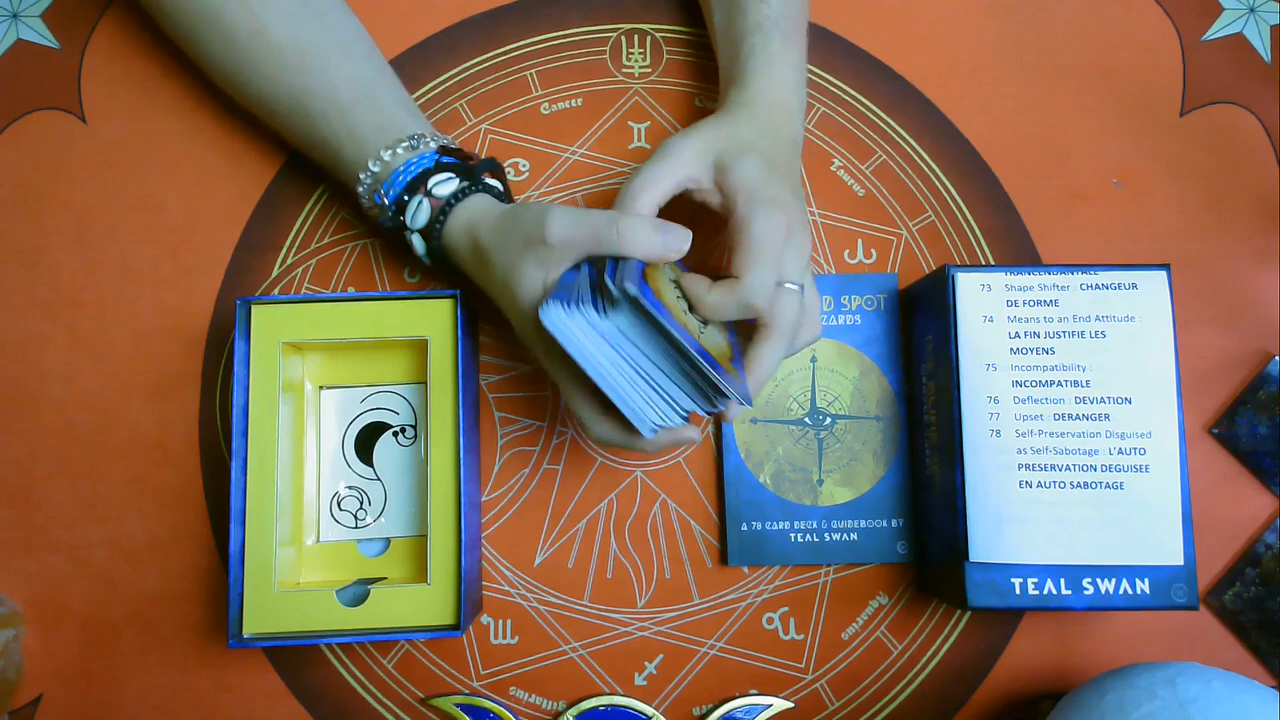 Cancer
Taurus
D SPOT
CARDS
A 78 CARD DECK & GUIDEBOOK BY
TEAL SWAN
TRANCENDANTALE
73 Shape Shifter : CHANGEUR
DE FORME
74 Means to an End Attitude :
LA FIN JUSTIFIE LES
MOYENS
75 Incompatibility :
INCOMPATIBLE
76 Deflection : DEVIATION
77 Upset : DERANGER
78 Self-Preservation Disguised
as Self-Sabotage : L'AUTO
PRESERVATION DEGUISEE
EN AUTO SABOTAGE
TEAL SWAN
Aquarius
Sagittarius